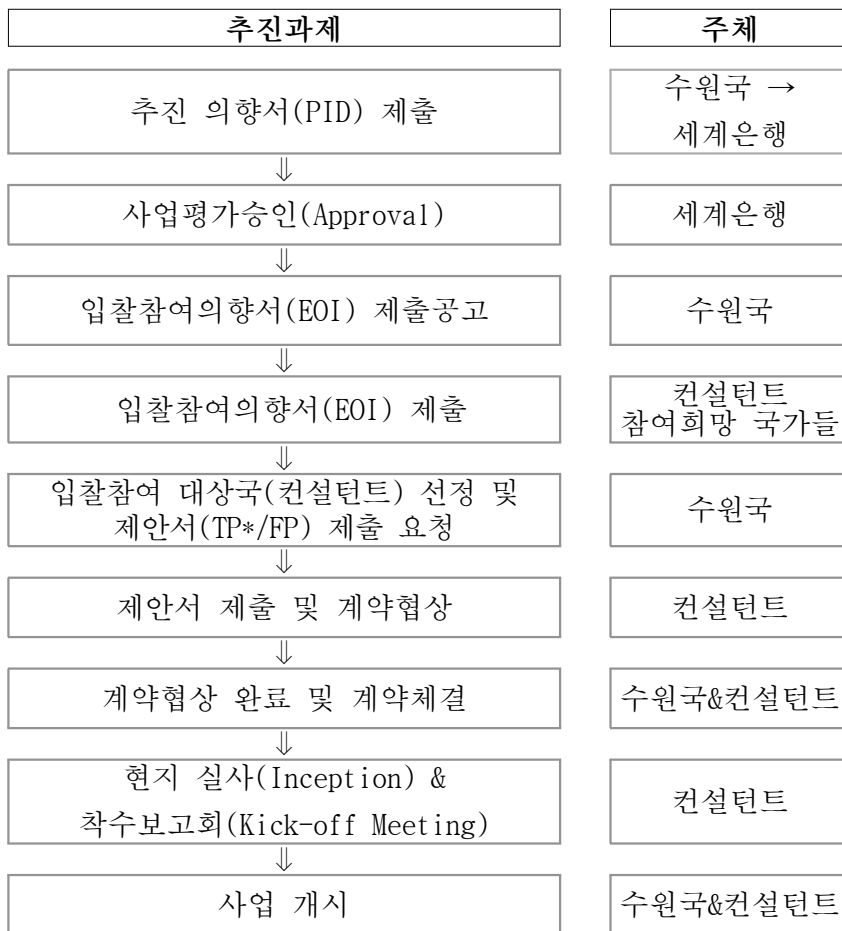 추진과제 주체
추진 의향서(PID) 제출
수원국 →
세계은행
⇓
사업평가승인(Approval) 세계은행
⇓
입찰참여의향서(EOI) 제출공고 수원국
⇓
입찰참여의향서(EOI) 제출
컨설턴트
참여희망 국가들
⇓
입찰참여 대상국(컨설턴트) 선정 및
제안서(TP*/FP) 제출 요청
수원국
⇓
제안서 제출 및 계약협상 컨설턴트
⇓
계약협상 완료 및 계약체결 수원국&컨설턴트
⇓
현지 실사(Inception) &
착수보고회(Kick-off Meeting)
컨설턴트
⇓
사업 개시 수원국&컨설턴트